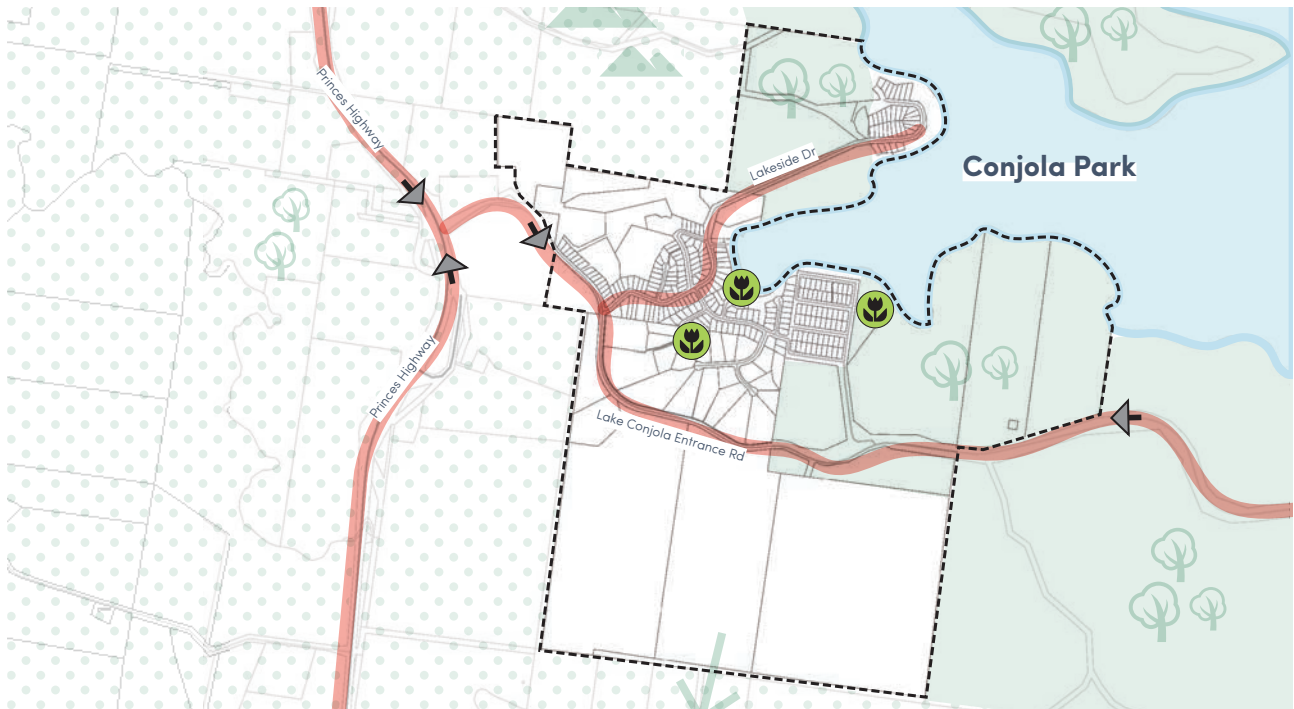 Princes Highway
Lakeside Dr
Conjola Park
Princes Highway
Lake Conjola Entrance Rd